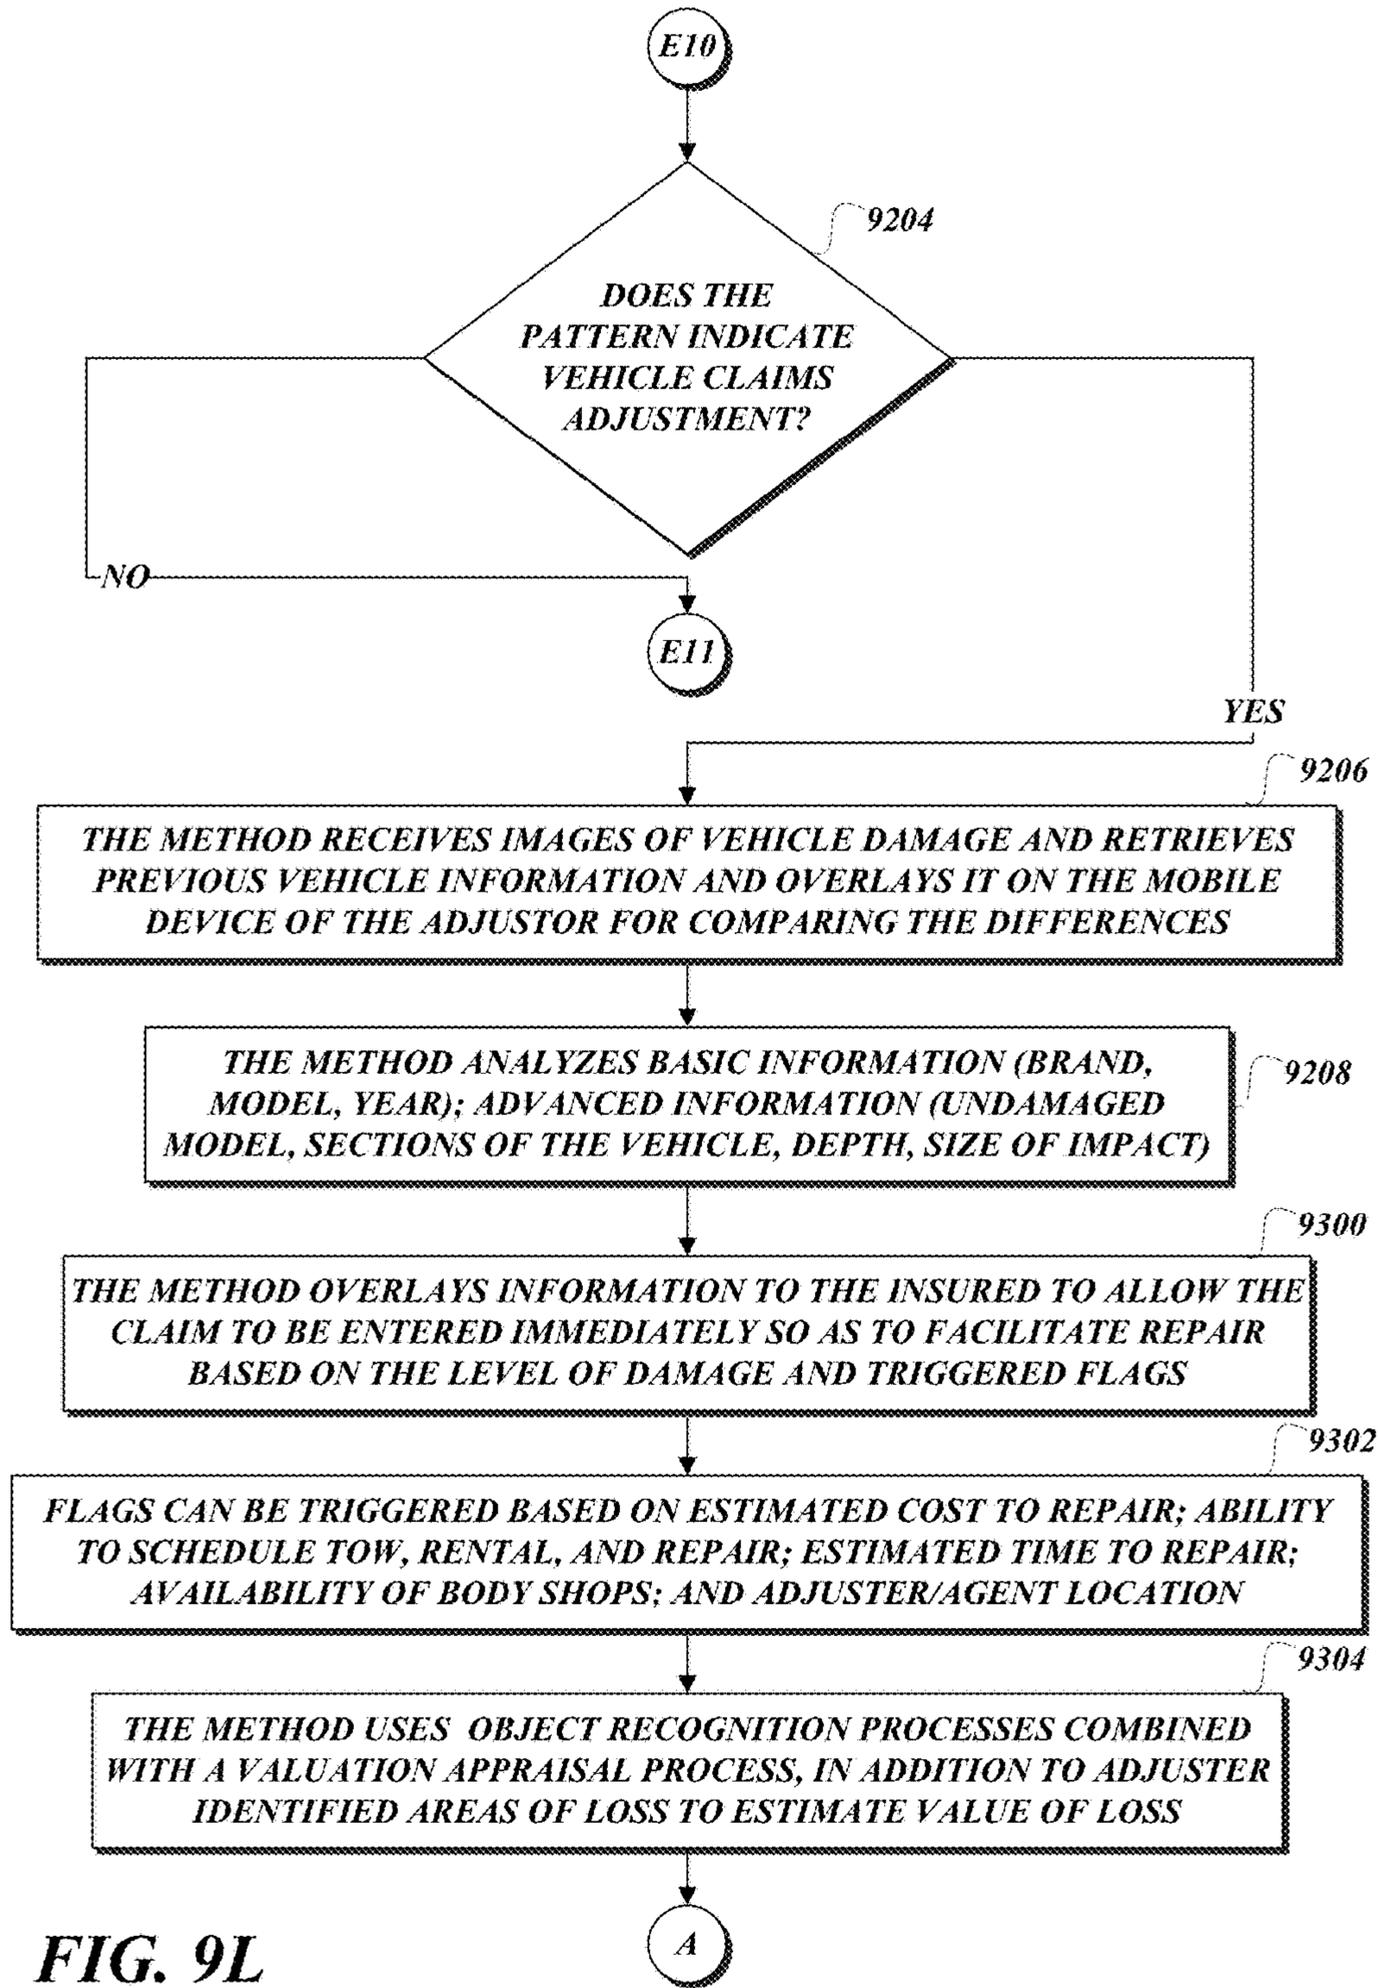 E10
9204
DOES THE
PATTERN INDICATE
VEHICLE CLAIMS
ADJUSTMENT?
NO
E11
YES
9206
THE METHOD RECEIVES IMAGES OF VEHICLE DAMAGE AND RETRIEVES
PREVIOUS VEHICLE INFORMATION AND OVERLAYS IT ON THE MOBILE
DEVICE OF THE ADJUSTOR FOR COMPARING THE DIFFERENCES
9208
THE METHOD ANALYZES BASIC INFORMATION (BRAND,
MODEL, YEAR); ADVANCED INFORMATION (UNDAMAGED
MODEL, SECTIONS OF THE VEHICLE, DEPTH, SIZE OF IMPACT)
9300
THE METHOD OVERLAYS INFORMATION TO THE INSURED TO ALLOW THE
CLAIM TO BE ENTERED IMMEDIATELY SO AS TO FACILITATE REPAIR
BASED ON THE LEVEL OF DAMAGE AND TRIGGERED FLAGS
9302
FLAGS CAN BE TRIGGERED BASED ON ESTIMATED COST TO REPAIR; ABILITY
TO SCHEDULE TOW, RENTAL, AND REPAIR; ESTIMATED TIME TO REPAIR;
AVAILABILITY OF BODY SHOPS; AND ADJUSTER/AGENT LOCATION
9304
THE METHOD USES OBJECT RECOGNITION PROCESSES COMBINED
WITH A VALUATION APPRAISAL PROCESS, IN ADDITION TO ADJUSTER
IDENTIFIED AREAS OF LOSS TO ESTIMATE VALUE OF LOSS
A
FIG. 9L